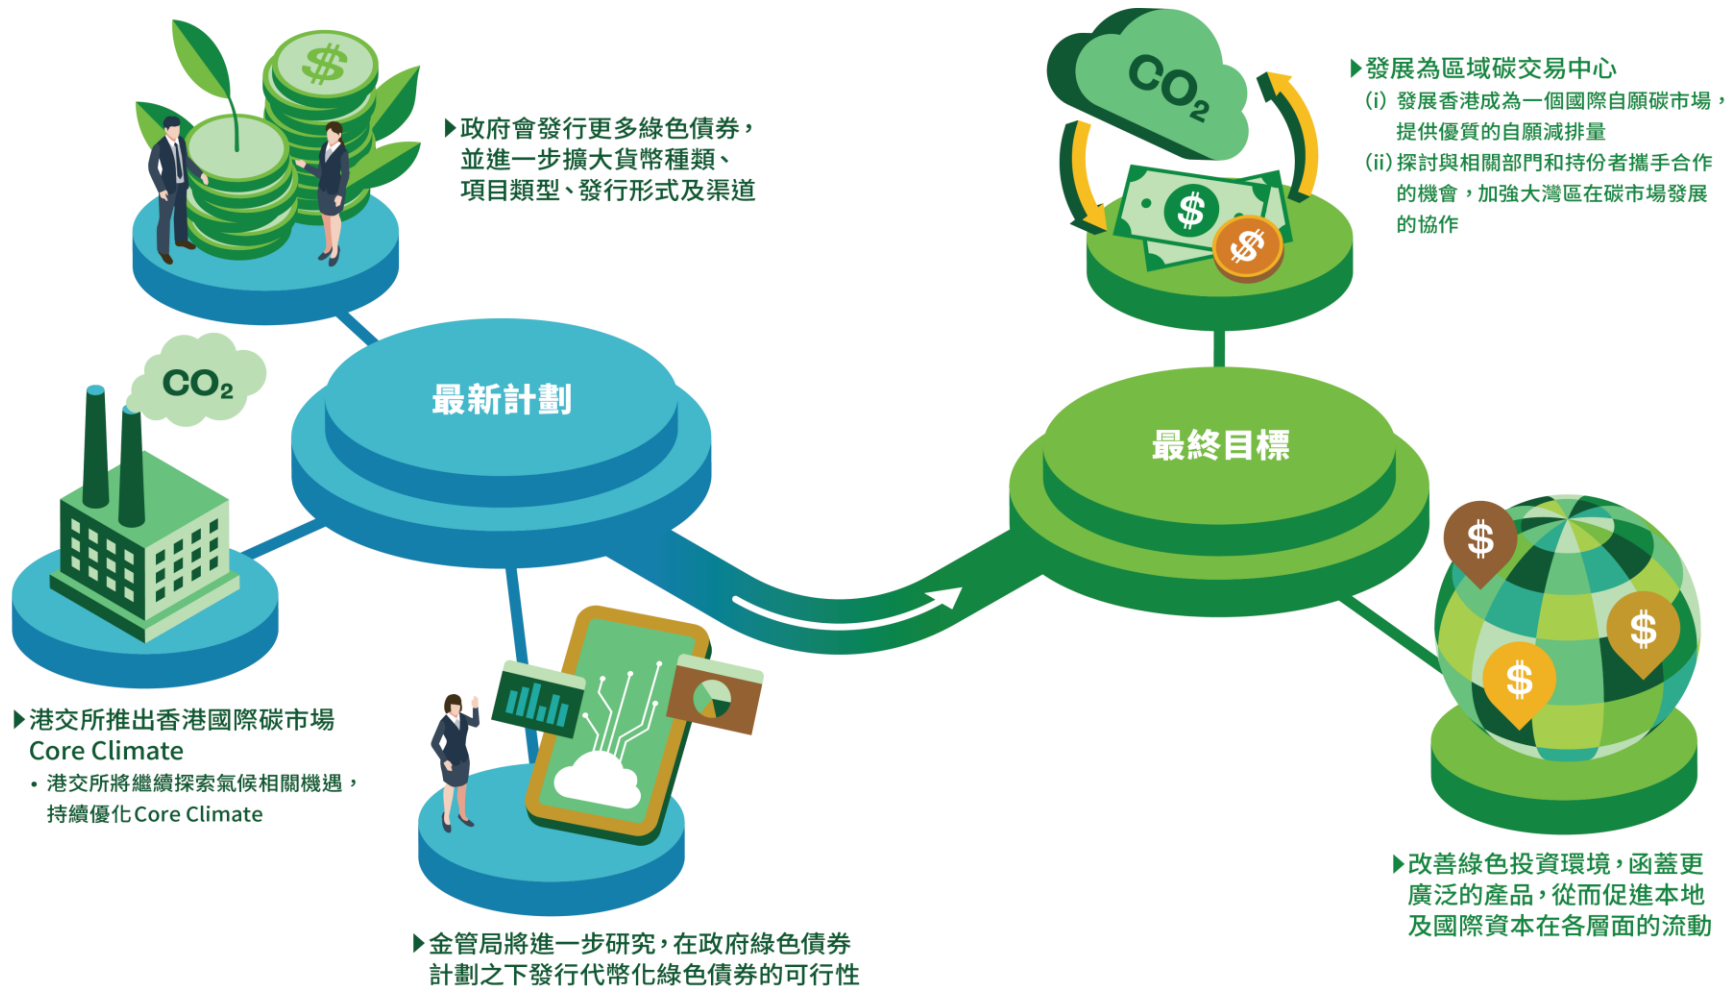 政府會發行更多綠色債券，
並進一步擴大貨幣種類、
項目類型、發行形式及渠道
CO₂
最新計劃
港交所推出香港國際碳市場
Core Climate
• 港交所將繼續探索氣候相關機遇，
持續優化Core Climate
金管局將進一步研究，在政府綠色債券
計劃之下發行代幣化綠色債券的可行性
CO₂
發展為區域碳交易中心
(i) 發展香港成為一個國際自願碳市場，
提供優質的自願減排量
(ii) 探討與相關部門和持份者攜手合作
的機會，加強大灣區在碳市場發展
的協作
最終目標
改善綠色投資環境，函蓋更
廣泛的產品，從而促進本地
及國際資本在各層面的流動
$
$
$
$
$
$